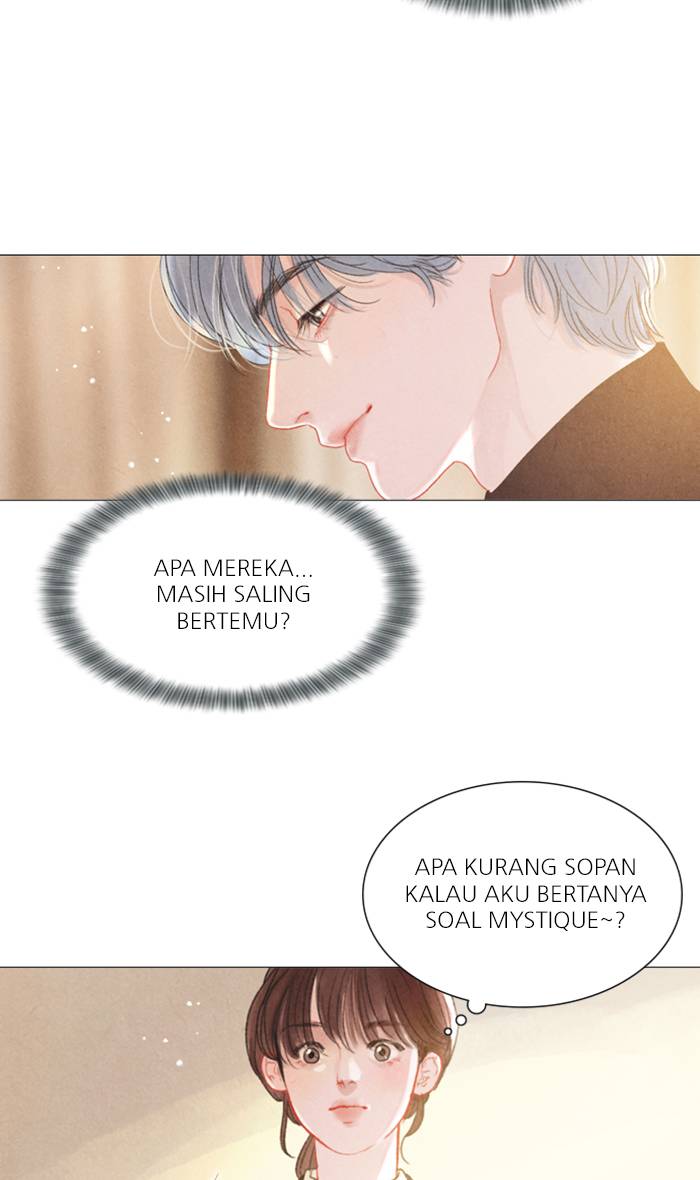 APA MEREKA...
MASIH SALING
BERTEMU?
APA KURANG SOPAN
KALAU AKU BERTANYA
SOAL MYSTIQUE~?